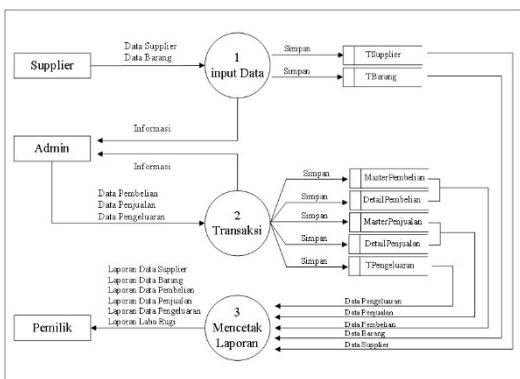 Supplier
Data Supplier
Data Barang
1
input Data
Simpan
TSupplier
Simpan
TBarang
Informasi
Admin
Informasi
Data Pembelian
Data Penjualan
Data Pengeluaran
2
Transaksi
Simpan
MasterPembelian
Simpan
DetailPembelian
Simpan
MasterPenjualan
Simpan
DetailPenjualan
Simpan
TPengeluaran
Laporan Data Supplier
Laporan Data Barang
Laporan Data Pembelian
Laporan Data Penjualan
Laporan Data Pengeluaran
Laporan Laba Rugi
Pemilik
3
Mencetak
Laporan
Data Pengeluaran
Data Penjualan
Data Pembelian
Data Barang
Data Supplier